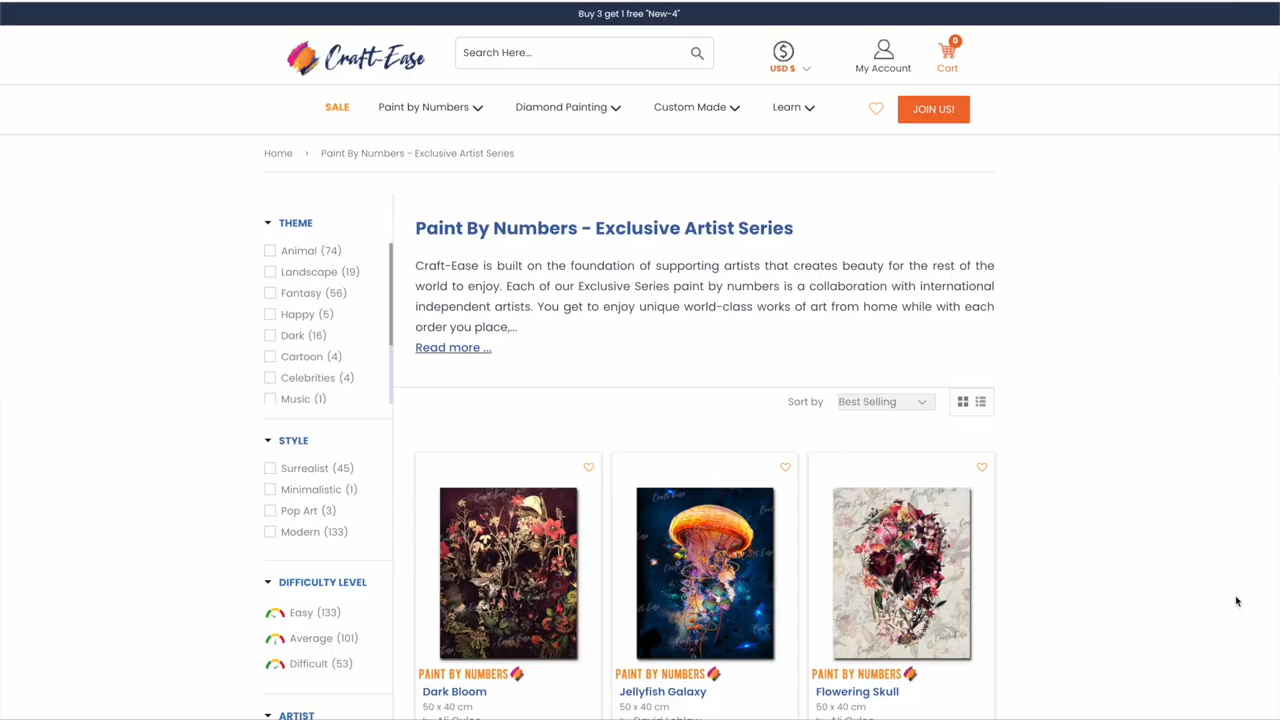 Buy 3 get 1 free "New-4"
Craft-Ease
Search Here...
USD $
My Account
0
Cart
SALE
Paint by Numbers
Diamond Painting
Custom Made
Learn
JOIN US!
Home › Paint By Numbers - Exclusive Artist Series
THEME
Animal (74)
Landscape (19)
Fantasy (56)
Happy (5)
Dark (16)
Cartoon (4)
Celebrities (4)
Music (1)
STYLE
Surrealist (45)
Minimalistic (1)
Pop Art (3)
Modern (133)
DIFFICULTY LEVEL
Easy (133)
Average (101)
Difficult (53)
ARTIST
Paint By Numbers - Exclusive Artist Series
Craft-Ease is built on the foundation of supporting artists that creates beauty for the rest of the
world to enjoy. Each of our Exclusive Series paint by numbers is a collaboration with international
independent artists. You get to enjoy unique world-class works of art from home while with each
order you place,...
Read more ...
Sort by
Best Selling
PAINT BY NUMBERS
Dark Bloom
50 x 40 cm
PAINT BY NUMBERS
Jellyfish Galaxy
50 x 40 cm
PAINT BY NUMBERS
Flowering Skull
50 x 40 cm